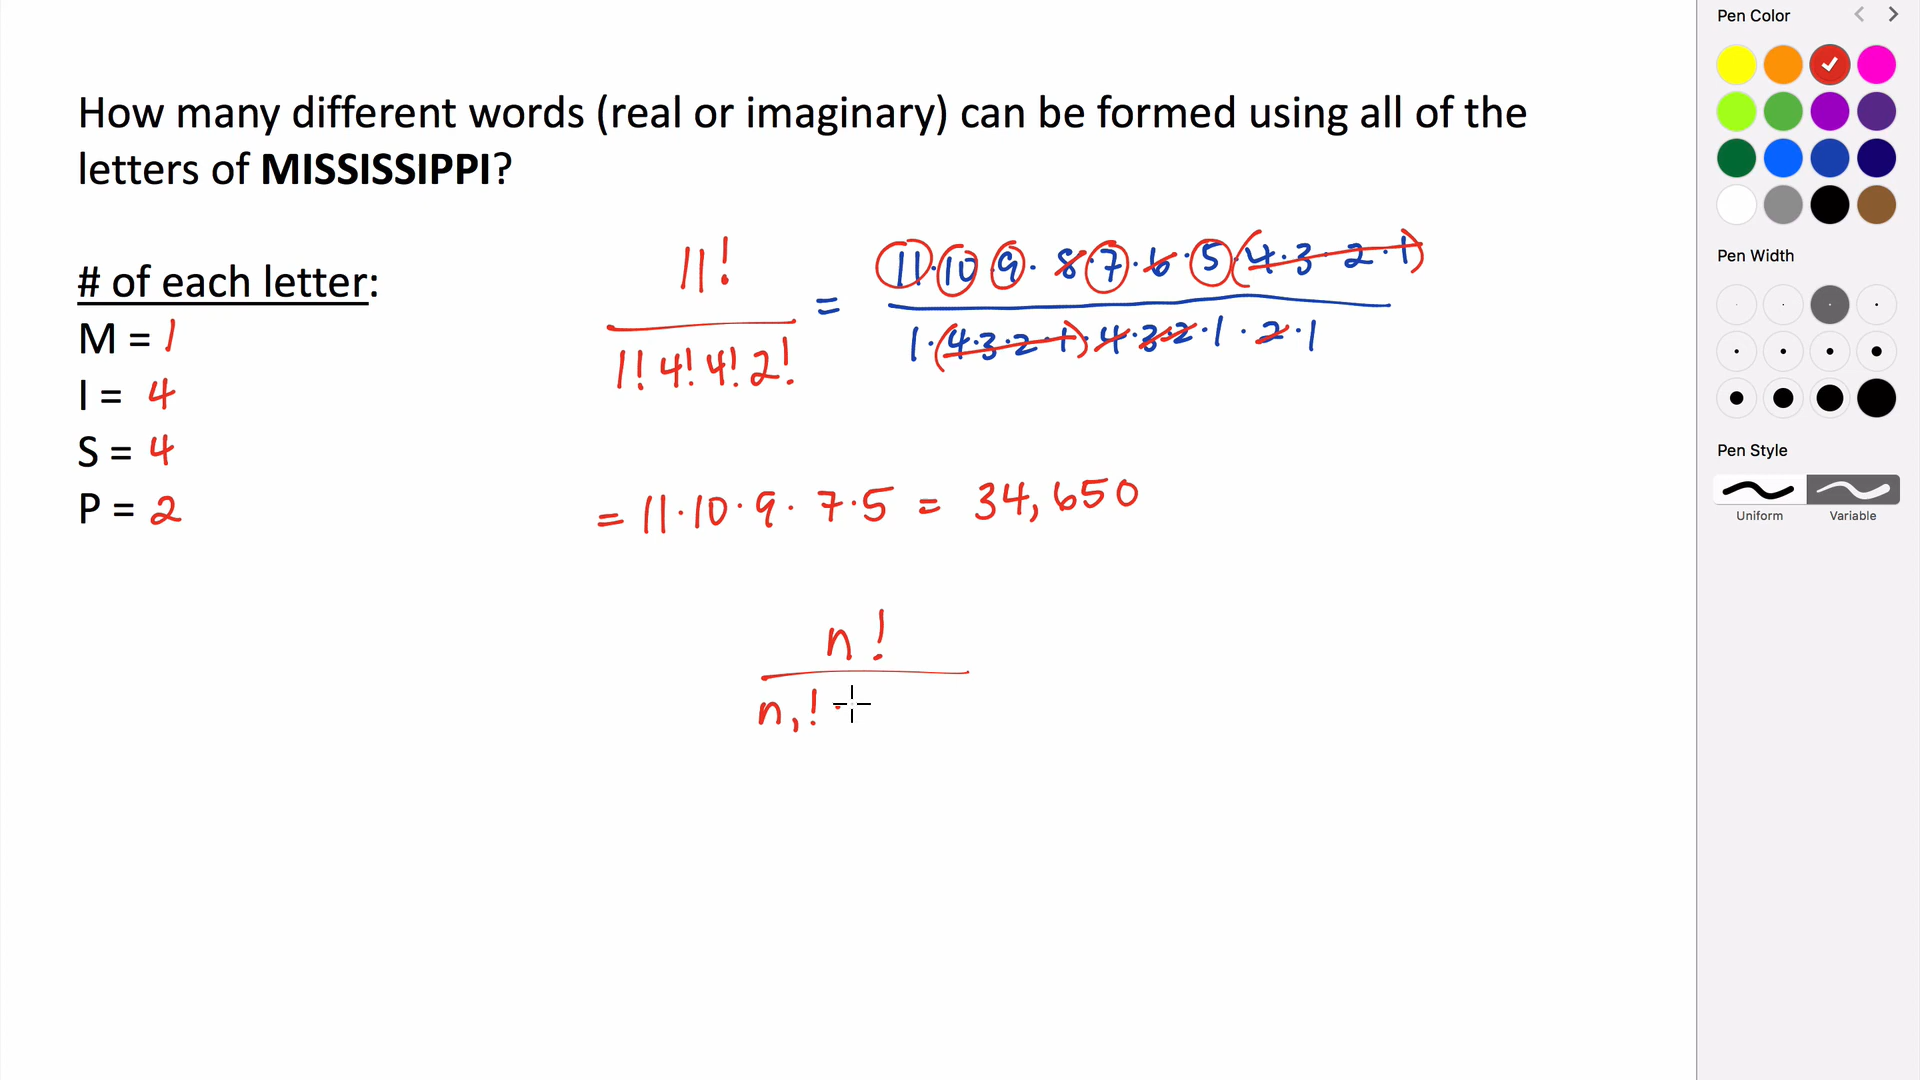 How many different words (real or imaginary) can be formed using all of the
letters of MISSISSIPPI?
# of each letter:
M = 1
I = 4
S = 4
P = 2
11!
1! 4! 4! 2!
=
11·10·9·8·7·6·5·4·3·2·1
1·(4·3·2·1)·4·3·2·1·2·1
= 11·10·9·7·5 = 34,650
n!
n₁! ·
Pen Color
Pen Width
Pen Style
Uniform
Variable